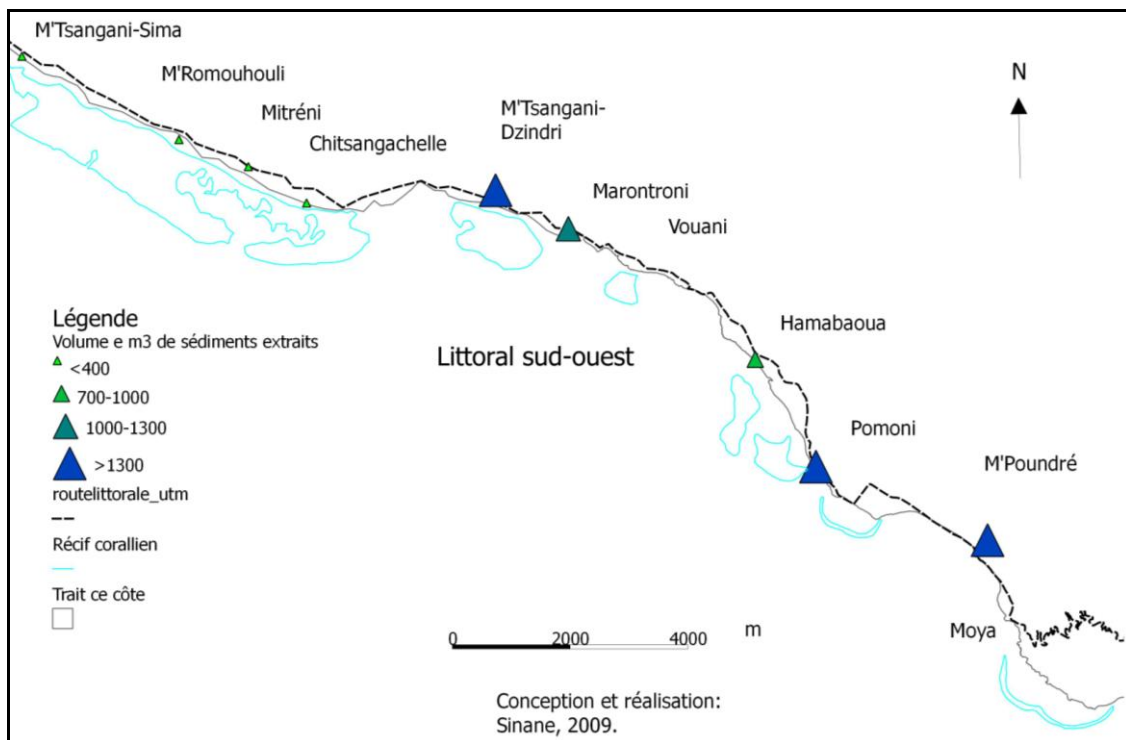 M'Tsangani-Sima
M'Romouhouli
Mitréni
Chitsangachelle
M'Tsangani-
Dzindri
Marontroni
Vouani
N
Hamabaoua
Pomoni
M'Poundré
Moya
Littoral sud-ouest
Légende
Volume e m3 de sédiments extraits
<400
700-1000
1000-1300
>1300
routelittorale_utm
Récif corallien
Trait ce côte
0 2000 4000 m
Conception et réalisation:
Sinane, 2009.